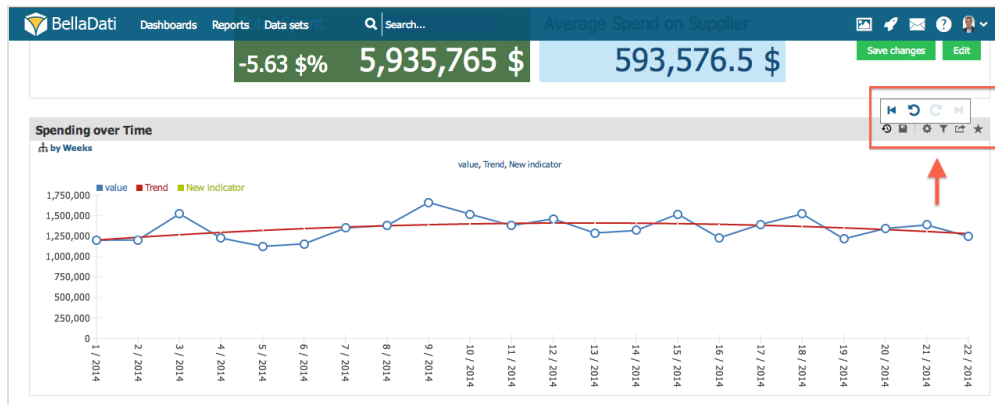 BellaDati Dashboards Reports Data sets Search...
Total Spent Average Spend on Supplier
-5.63 $% 5,935,765 $ 593,576.5 $
Save changes Edit
Spending over Time
by Weeks
value, Trend, New indicator
value Trend New indicator
1,750,000
1,500,000
1,250,000
1,000,000
750,000
500,000
250,000
0
1 / 2014 2 / 2014 3 / 2014 4 / 2014 5 / 2014 6 / 2014 7 / 2014 8 / 2014 9 / 2014 10 / 2014 11 / 2014 12 / 2014 13 / 2014 14 / 2014 15 / 2014 16 / 2014 17 / 2014 18 / 2014 19 / 2014 20 / 2014 21 / 2014 22 / 2014